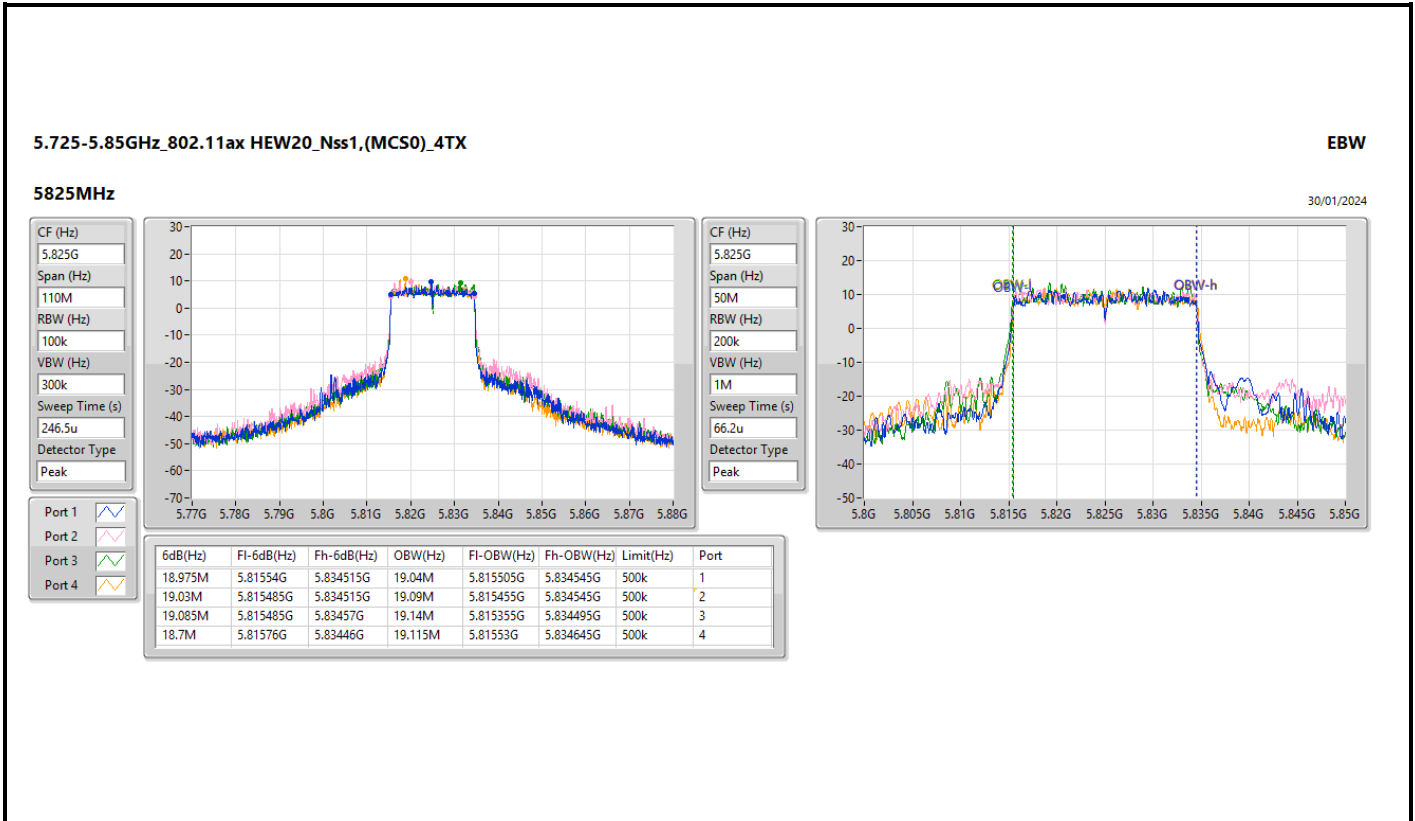 5.725-5.85GHz_802.11ax HEW20_Nss1,(MCS0)_4TX
EBW
5825MHz
30/01/2024
CF (Hz)
5.825G
Span (Hz)
110M
RBW (Hz)
100k
VBW (Hz)
300k
Sweep Time (s)
246.5u
Detector Type
Peak
30
20
10
0
-10
-20
-30
-40
-50
-60
-70
5.77G 5.78G 5.79G 5.8G 5.81G 5.82G 5.83G 5.84G 5.85G 5.86G 5.87G 5.88G
CF (Hz)
5.825G
Span (Hz)
50M
RBW (Hz)
200k
VBW (Hz)
1M
Sweep Time (s)
66.2u
Detector Type
Peak
30
20
10
0
-10
-20
-30
-40
-50
OBW-l
OBW-h
5.8G 5.805G 5.81G 5.815G 5.82G 5.825G 5.83G 5.835G 5.84G 5.845G 5.85G
Port 1
Port 2
Port 3
Port 4
6dB(Hz) Fl-6dB(Hz) Fh-6dB(Hz) OBW(Hz) Fl-OBW(Hz) Fh-OBW(Hz) Limit(Hz) Port
18.975M 5.81554G 5.834515G 19.04M 5.815505G 5.834545G 500k 1
19.03M 5.815485G 5.834515G 19.09M 5.815455G 5.834545G 500k 2
19.085M 5.815485G 5.83457G 19.14M 5.815355G 5.834495G 500k 3
18.7M 5.81576G 5.83446G 19.115M 5.81553G 5.834645G 500k 4